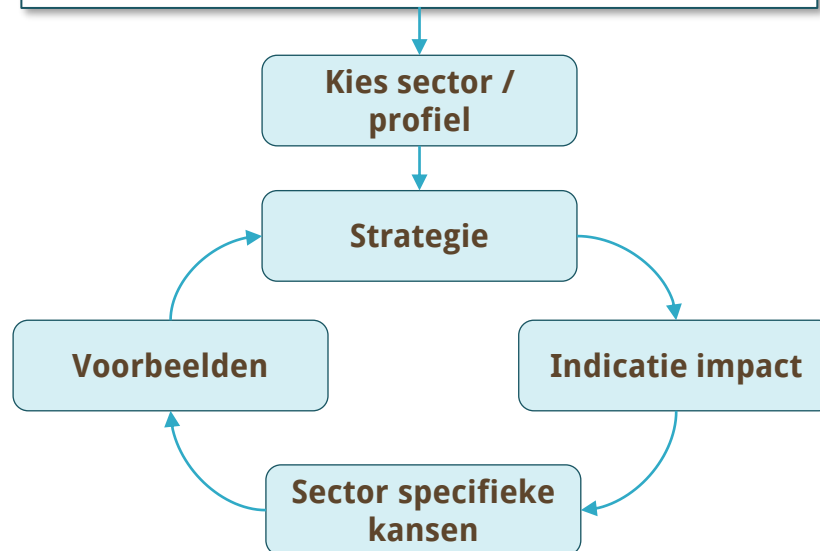 Kies sector /
profiel
Strategie
Voorbeelden
Indicatie impact
Sector specifieke
kansen